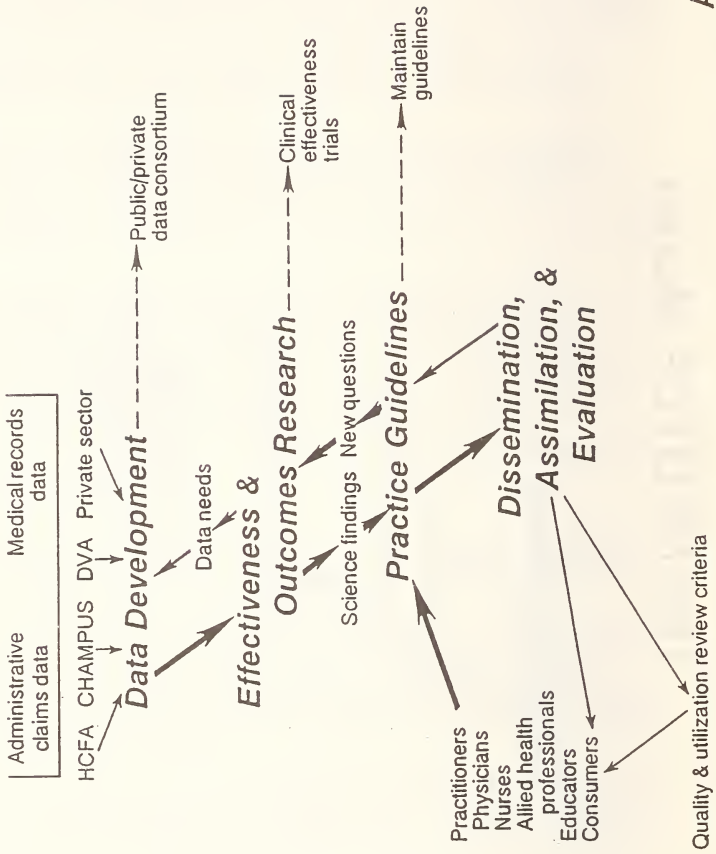 Administrative
claims data
Medical records
data
HCFA CHAMPUS DVA Private sector
Data Development
Public/private
data consortium
Data needs
Effectiveness &
Outcomes Research
Clinical
effectiveness
trials
Science findings New questions
Practice Guidelines
Maintain
guidelines
Practitioners
Physicians
Nurses
Allied health
professionals
Educators
Consumers
Dissemination,
Assimilation, &
Evaluation
Quality & utilization review criteria